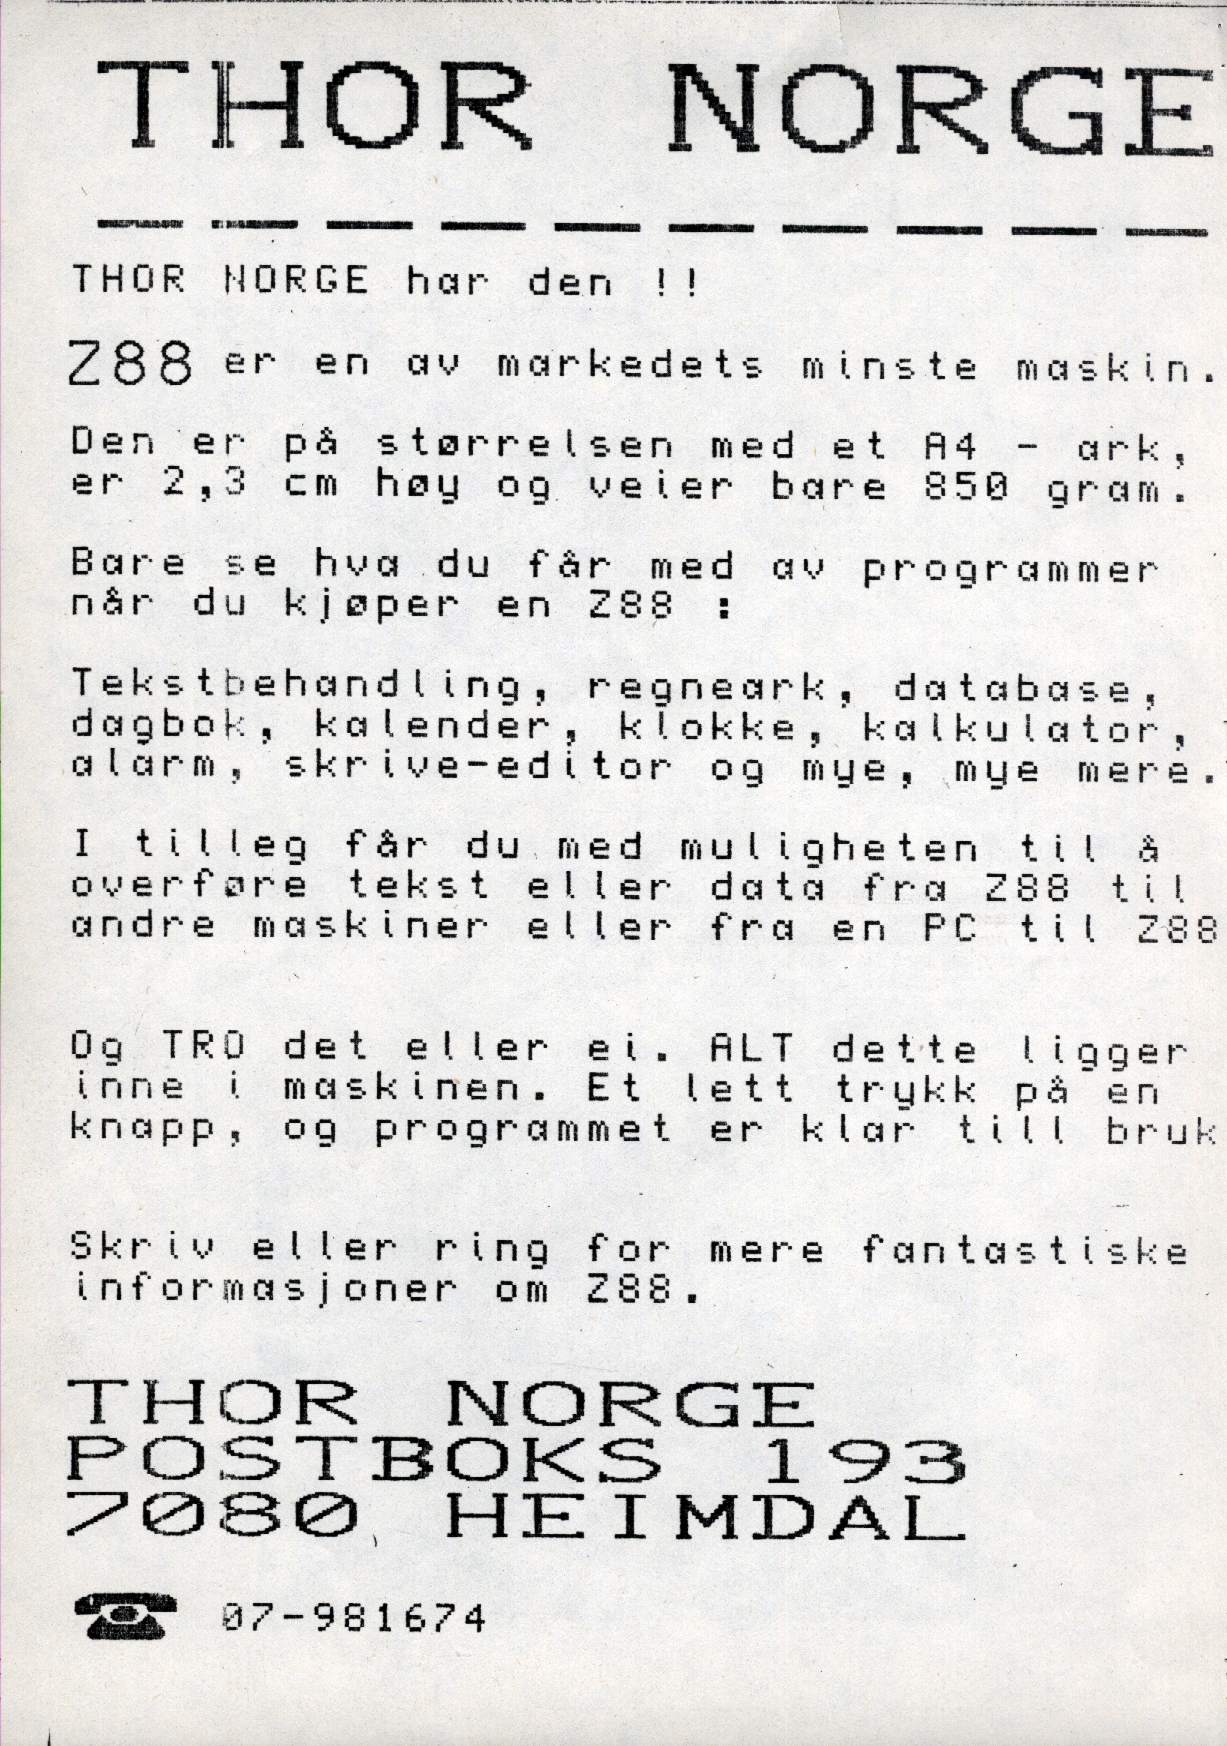 THOR NORGE
THOR NORGE har den !!
Z88 er en av markedets minste maskin.
Den er på størrelsen med et A4 - ark,
er 2,3 cm høy og veier bare 850 gram.
Bare se hva du får med av programmer
når du kjøper en Z88 :
Tekstbehandling, regneark, database,
dagbok, kalender, klokke, kalkulator,
alarm, skrive-editor og mye, mye mere.
I tilleg får du med muligheten til å
overføre tekst eller data fra Z88 til
andre maskiner eller fra en PC til Z88
Og TRO det eller ei. ALT dette ligger
inne i maskinen. Et lett trykk på en
knapp, og programmet er klar till bruk
Skriv eller ring for mere fantastiske
informasjoner om Z88.
THOR NORGE
POSTBOKS 193
7080 HEIMDAL
07-981674